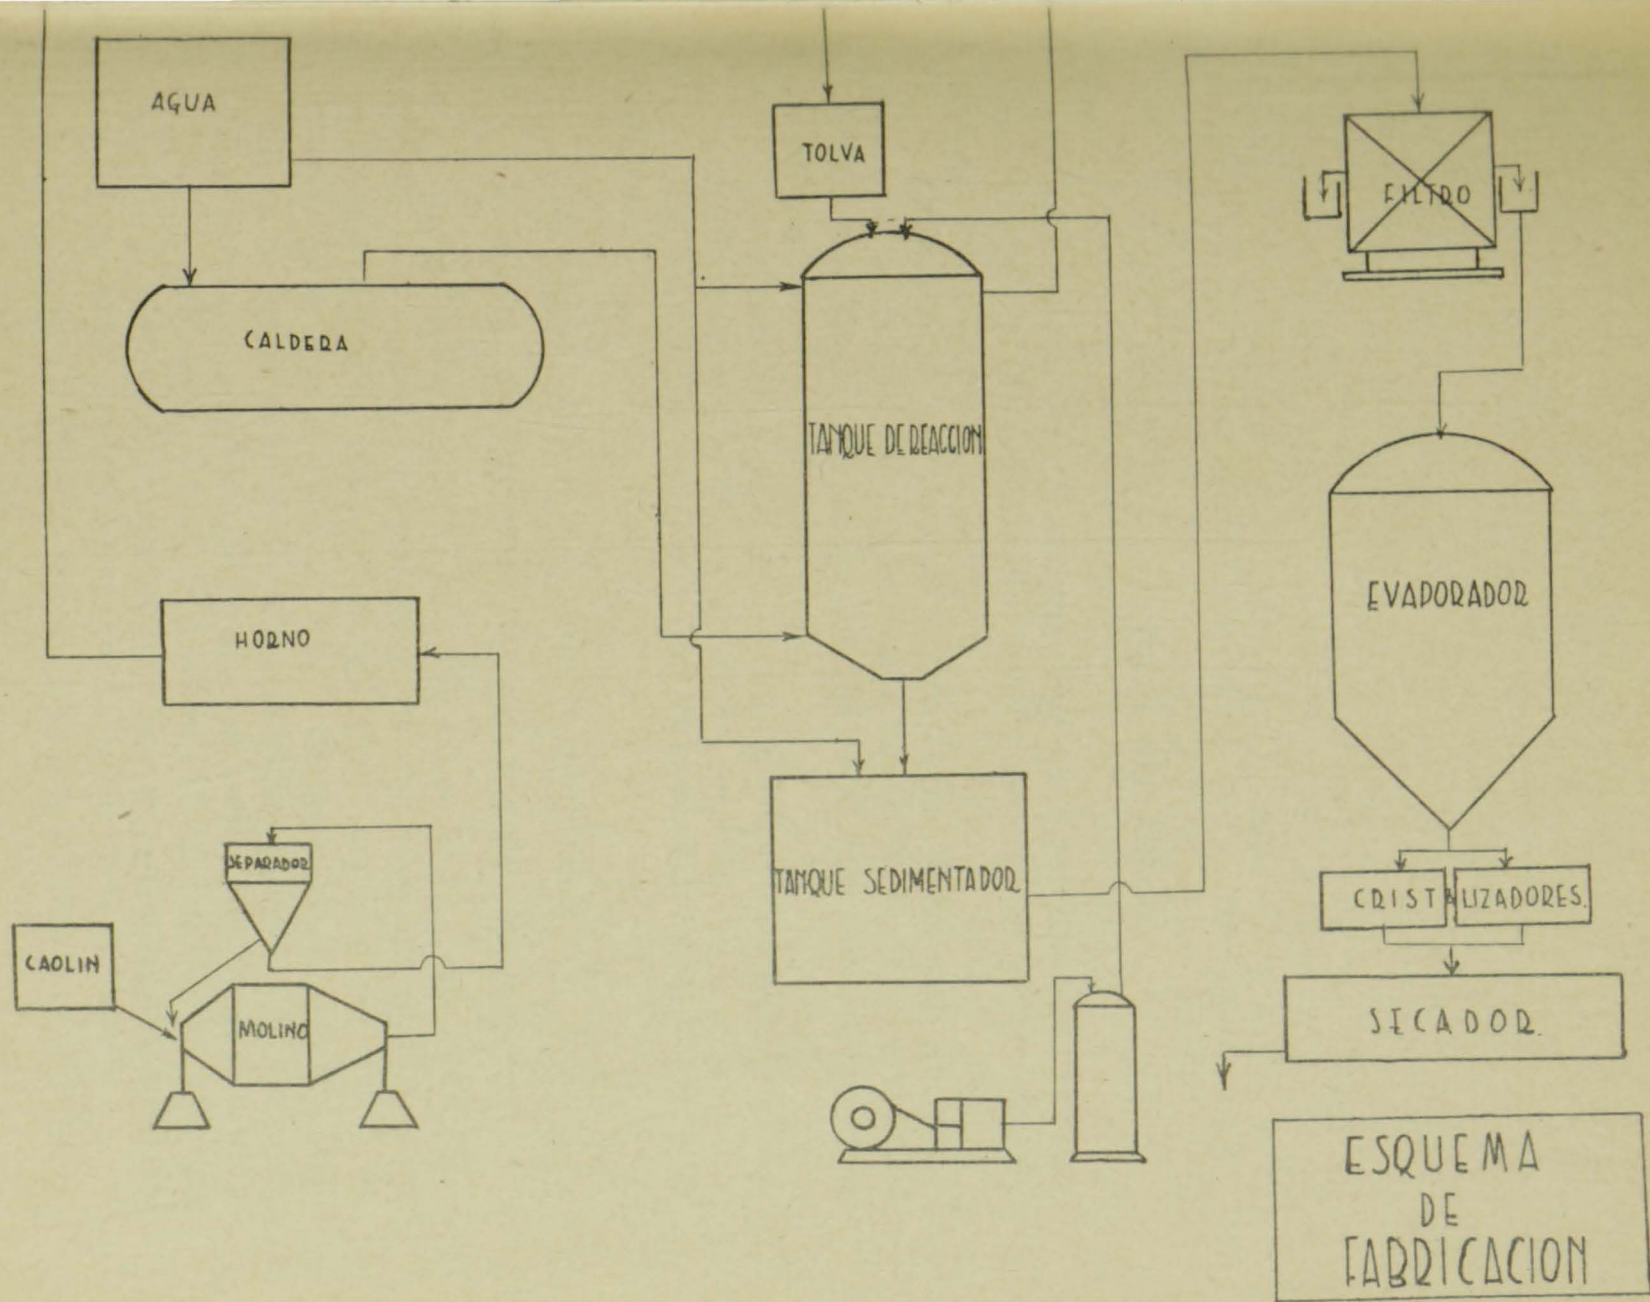 AGUA
TOLVA
FILTRO
CALDERA
TANQUE DE REACCION
EVAPORADOR
HORNO
SEPARADOR
TANQUE SEDIMENTADOR
CRISTALIZADORES.
CAOLIN
MOLINO
SECADOR.
ESQUEMA
DE
FABRICACION